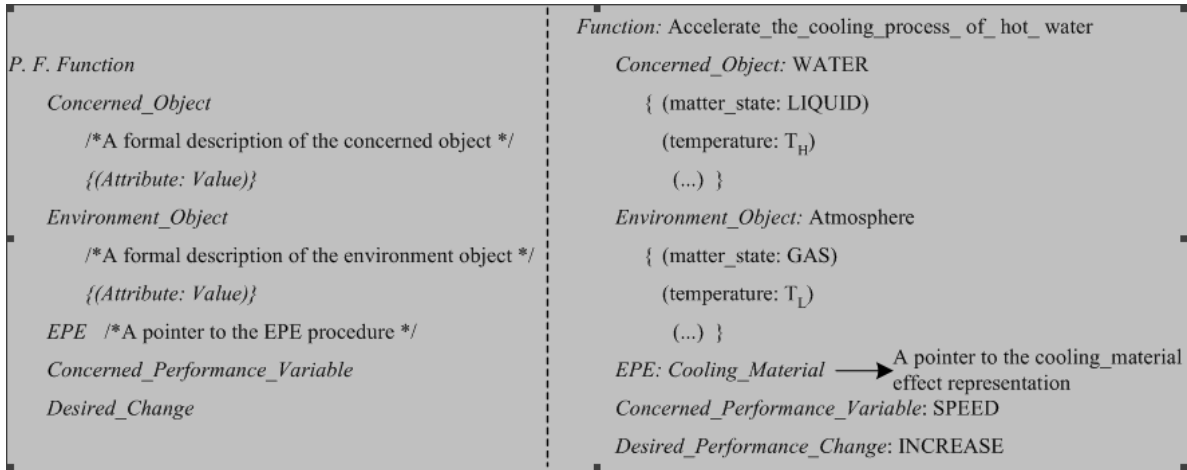 P. F. Function
Concerned_Object
/*A formal description of the concerned object */
{(Attribute: Value)}
Environment_Object
/*A formal description of the environment object */
{(Attribute: Value)}
EPE /*A pointer to the EPE procedure */
Concerned_Performance_Variable
Desired_Change
Function: Accelerate_the_cooling_process_ of_ hot_ water
Concerned_Object: WATER
{ (matter_state: LIQUID)
(temperature: T_H)
(...) }
Environment_Object: Atmosphere
{ (matter_state: GAS)
(temperature: T_L)
(...) }
EPE: Cooling_Material
A pointer to the cooling_material
effect representation
Concerned_Performance_Variable: SPEED
Desired_Performance_Change: INCREASE